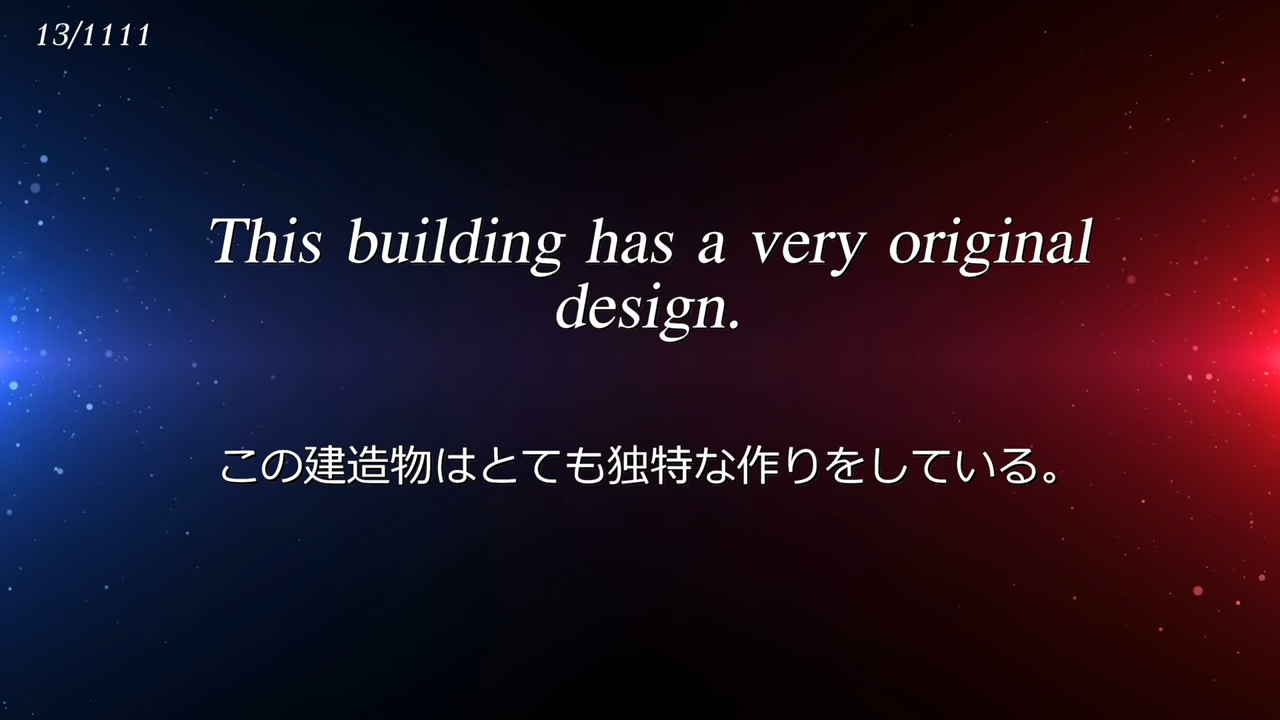 13/1111
This building has a very original
design.
この建造物はとても独特な作りをしている。